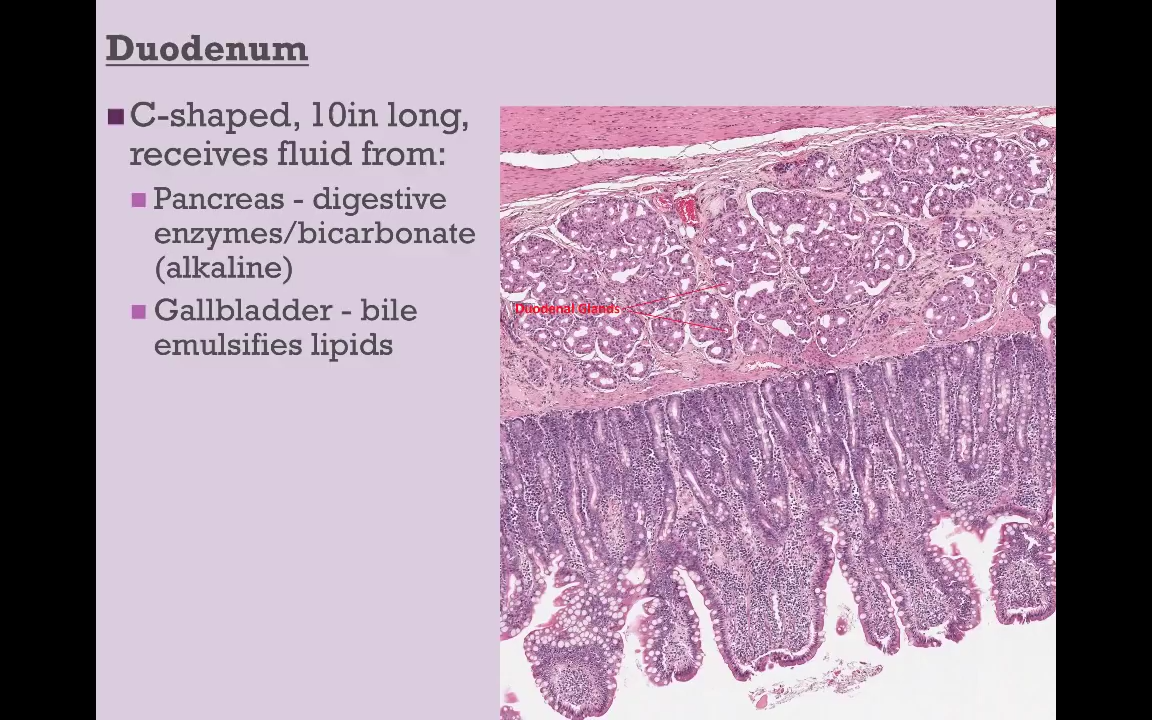 Duodenum
C-shaped, 10in long,
receives fluid from:
Pancreas - digestive
enzymes/bicarbonate
(alkaline)
Gallbladder - bile
emulsifies lipids
Duodenal Glands